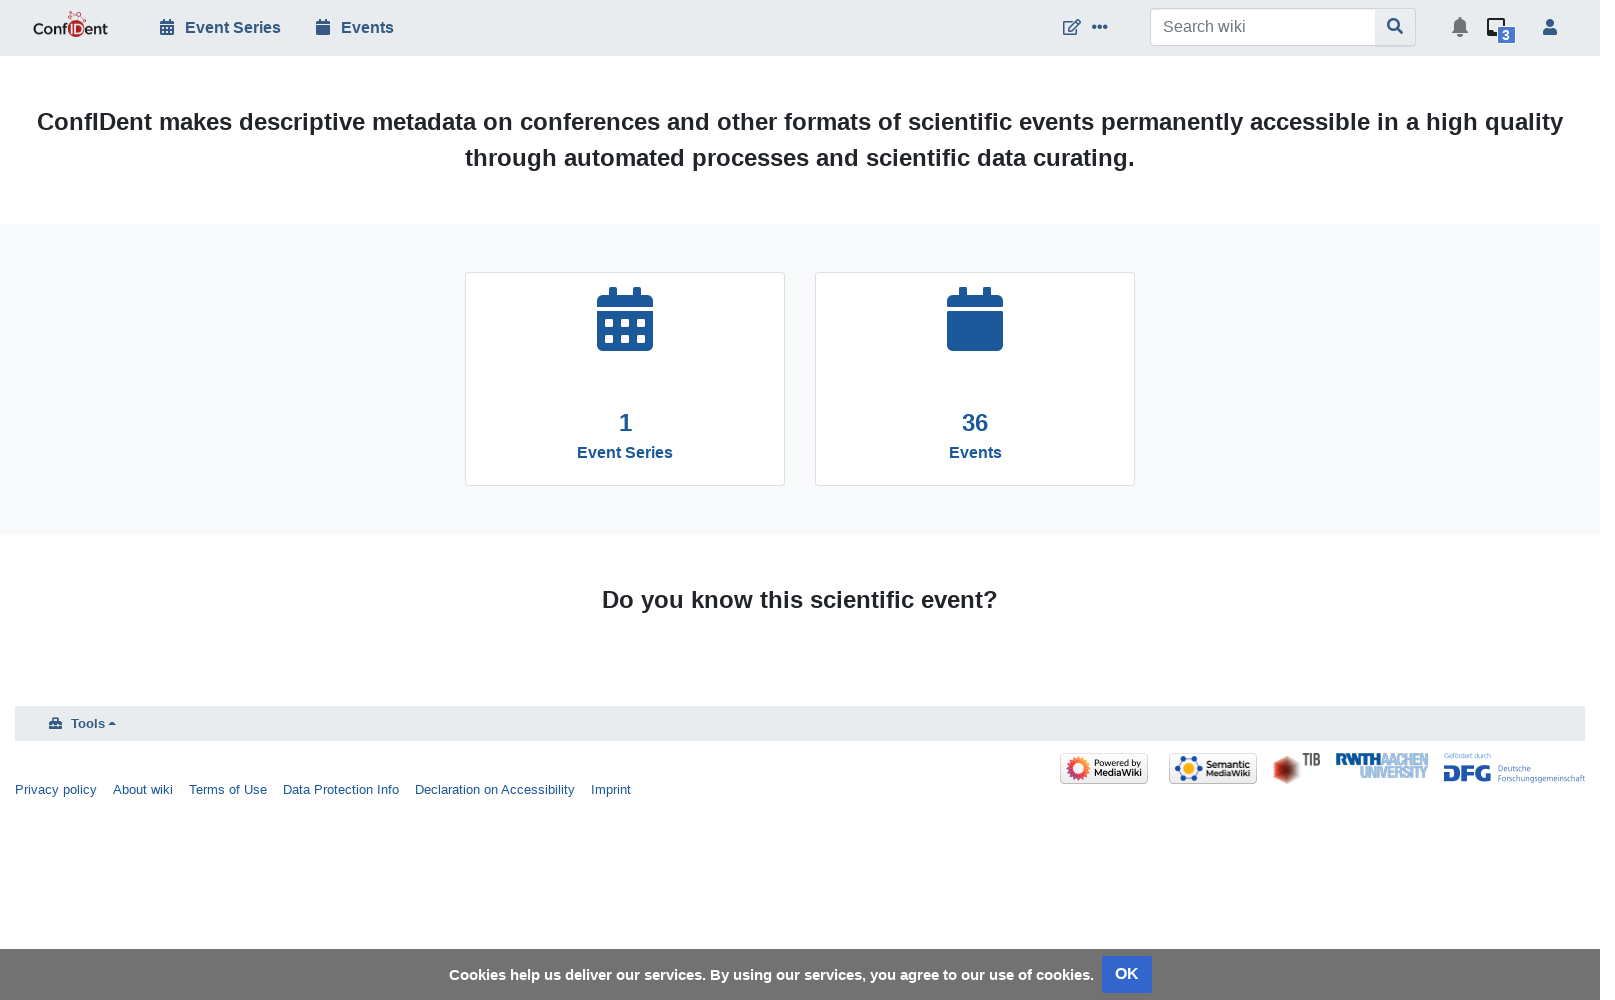 ConfIDent
Event Series
Events
Search wiki
3
ConfIDent makes descriptive metadata on conferences and other formats of scientific events permanently accessible in a high quality
through automated processes and scientific data curating.
1
Event Series
36
Events
Do you know this scientific event?
Tools
Powered by
MediaWiki
Semantic
MediaWiki
TIB
RWTHAACHEN
UNIVERSITY
Gefördert durch
DFG
Deutsche
Forschungsgemeinschaft
Privacy policy
About wiki
Terms of Use
Data Protection Info
Declaration on Accessibility
Imprint
Cookies help us deliver our services. By using our services, you agree to our use of cookies.
OK